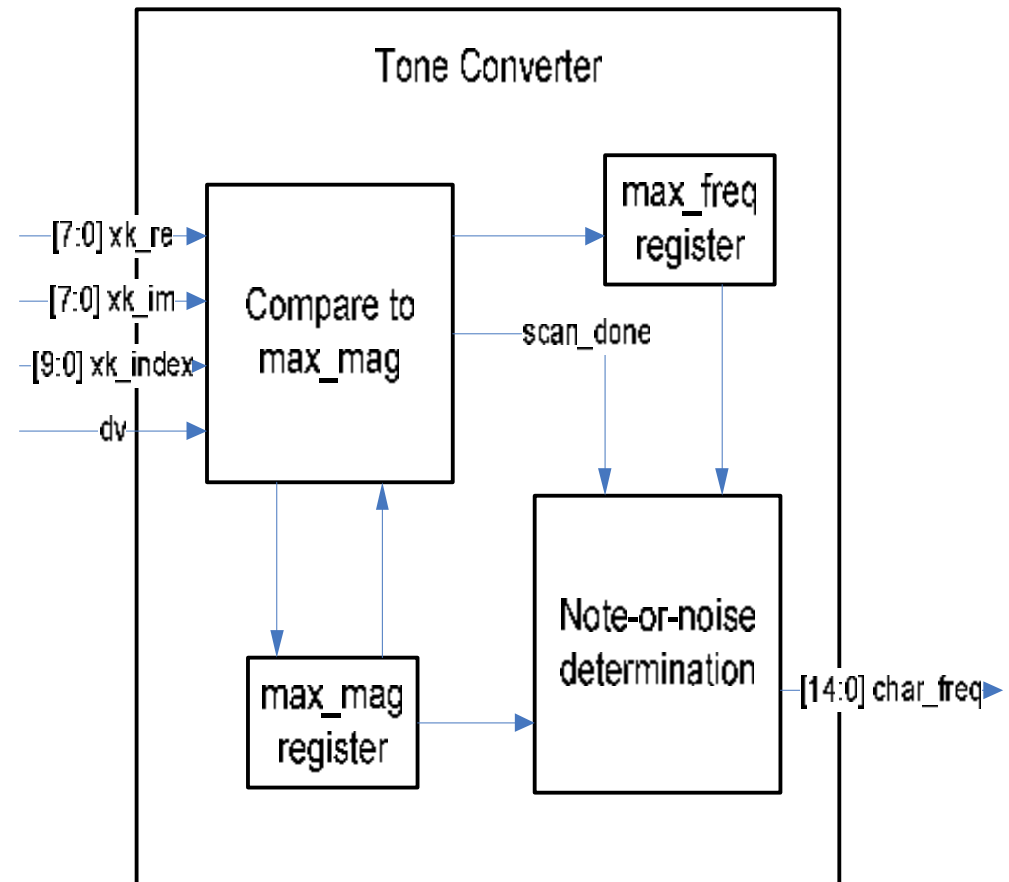 Tone Converter
[7:0] xk_re
[7:0] xk_im
[9:0] xk_index
dv
Compare to
max_mag
max_freq
register
scan_done
max_mag
register
Note-or-noise
determination
[14:0] char_freq